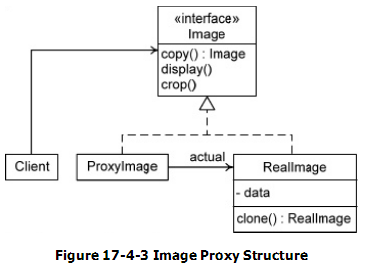 «interface»
Image
copy() : Image
display()
crop()
Client
ProxyImage
actual
RealImage
- data
clone() : RealImage
Figure 17-4-3 Image Proxy Structure